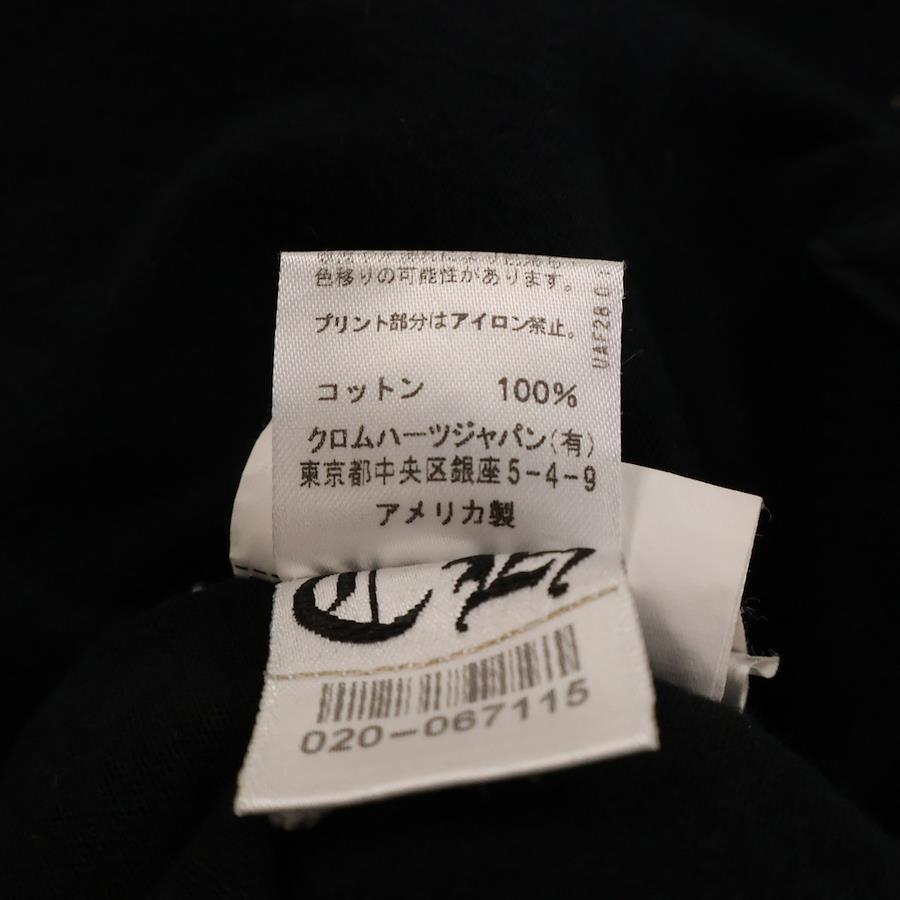 色移りの可能性があります。
プリント部分はアイロン禁止。
コットン 100%
クロムハーツジャパン(有)
東京都中央区銀座5-4-9
アメリカ製
UAF28 0
CH
020-067115